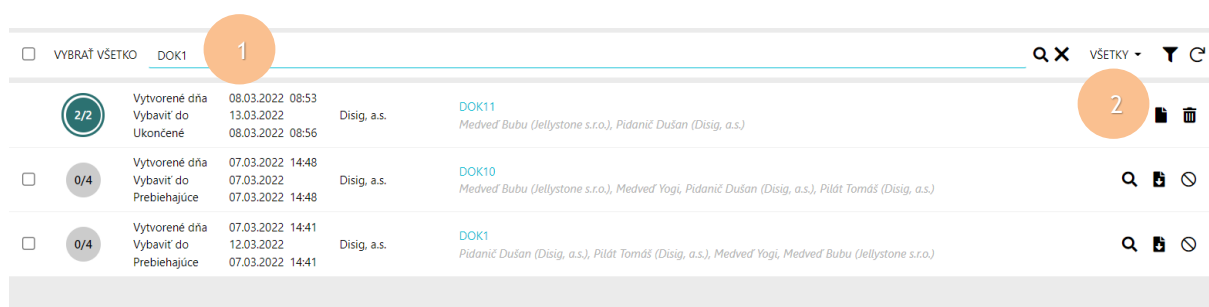 VYBRAŤ VŠETKO DOK1 1 VŠETKY
2
2/2 Vytvorené dňa 08.03.2022 08:53
Vybaviť do 13.03.2022 Disig, a.s.
Ukončené 08.03.2022 08:56
DOK11
Medveď Bubu (Jellystone s.r.o.), Pidanič Dušan (Disig, a.s.)
0/4 Vytvorené dňa 07.03.2022 14:48
Vybaviť do 07.03.2022 Disig, a.s.
Prebiehajúce 07.03.2022 14:48
DOK10
Medveď Bubu (Jellystone s.r.o.), Medveď Yogi, Pidanič Dušan (Disig, a.s.), Pilát Tomáš (Disig, a.s.)
0/4 Vytvorené dňa 07.03.2022 14:41
Vybaviť do 12.03.2022 Disig, a.s.
Prebiehajúce 07.03.2022 14:41
DOK1
Pidanič Dušan (Disig, a.s.), Pilát Tomáš (Disig, a.s.), Medveď Yogi, Medveď Bubu (Jellystone s.r.o.)